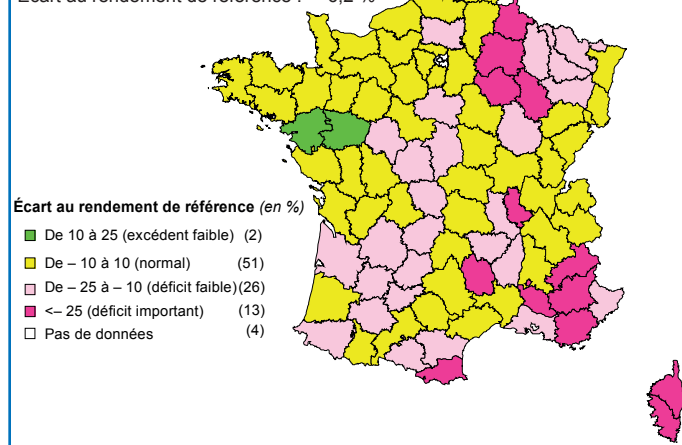 Écart au rendement de référence (en %)
De 10 à 25 (excédent faible) (2)
De – 10 à 10 (normal) (51)
De – 25 à – 10 (déficit faible) (26)
<– 25 (déficit important) (13)
Pas de données (4)